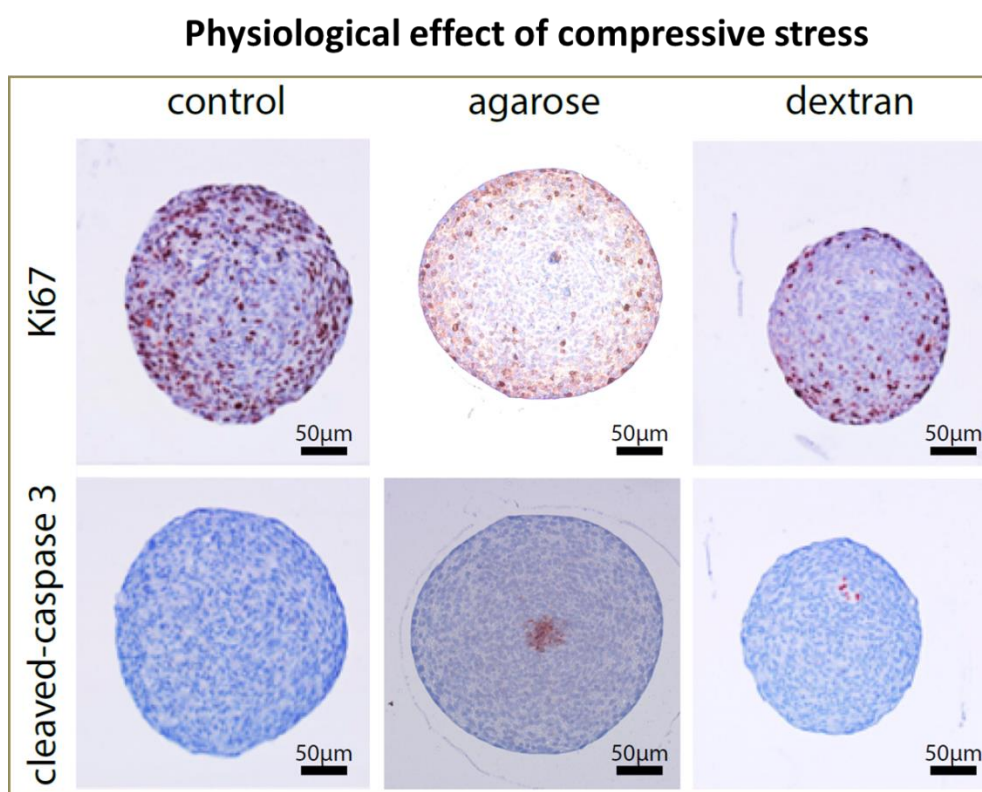 Physiological effect of compressive stress
control agarose dextran
Ki67
50μm 50μm 50μm
cleaved-caspase 3
50μm 50μm 50μm